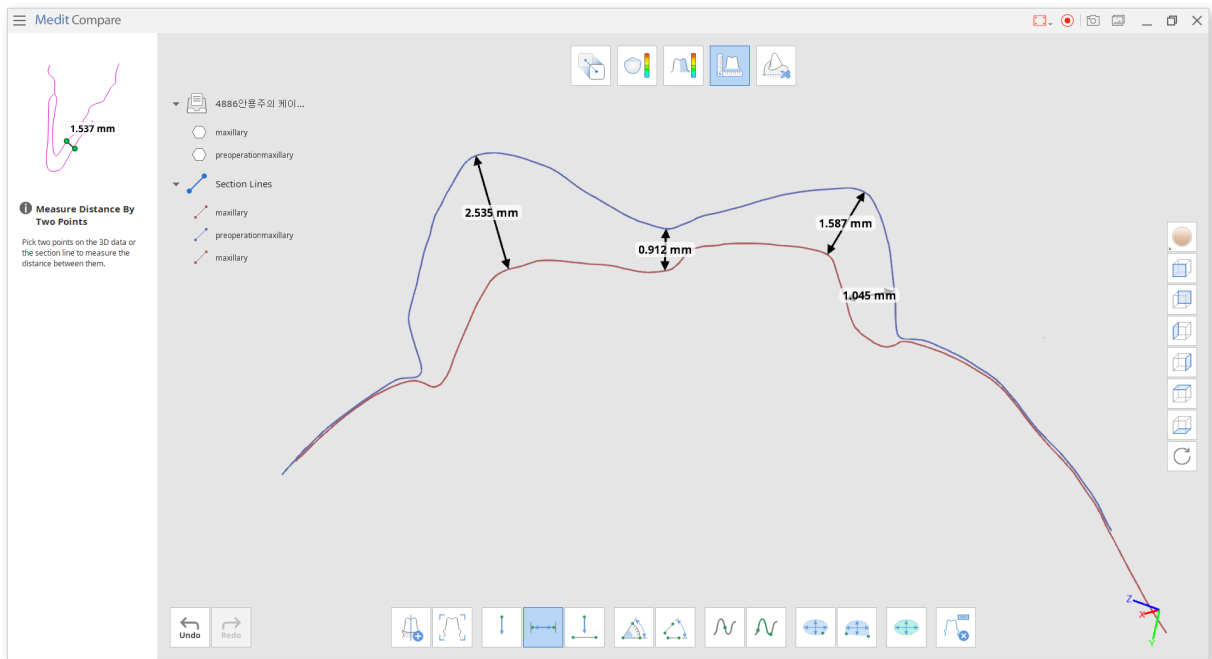 Medit Compare
1.537 mm
Measure Distance By
Two Points
Pick two points on the 3D data or
the section line to measure the
distance between them.
4886안용주의 케이...
maxillary
preoperationmaxillary
Section Lines
maxillary
preoperationmaxillary
maxillary
2.535 mm
0.912 mm
1.587 mm
1.045 mm
Undo
Redo
Z
X
Y